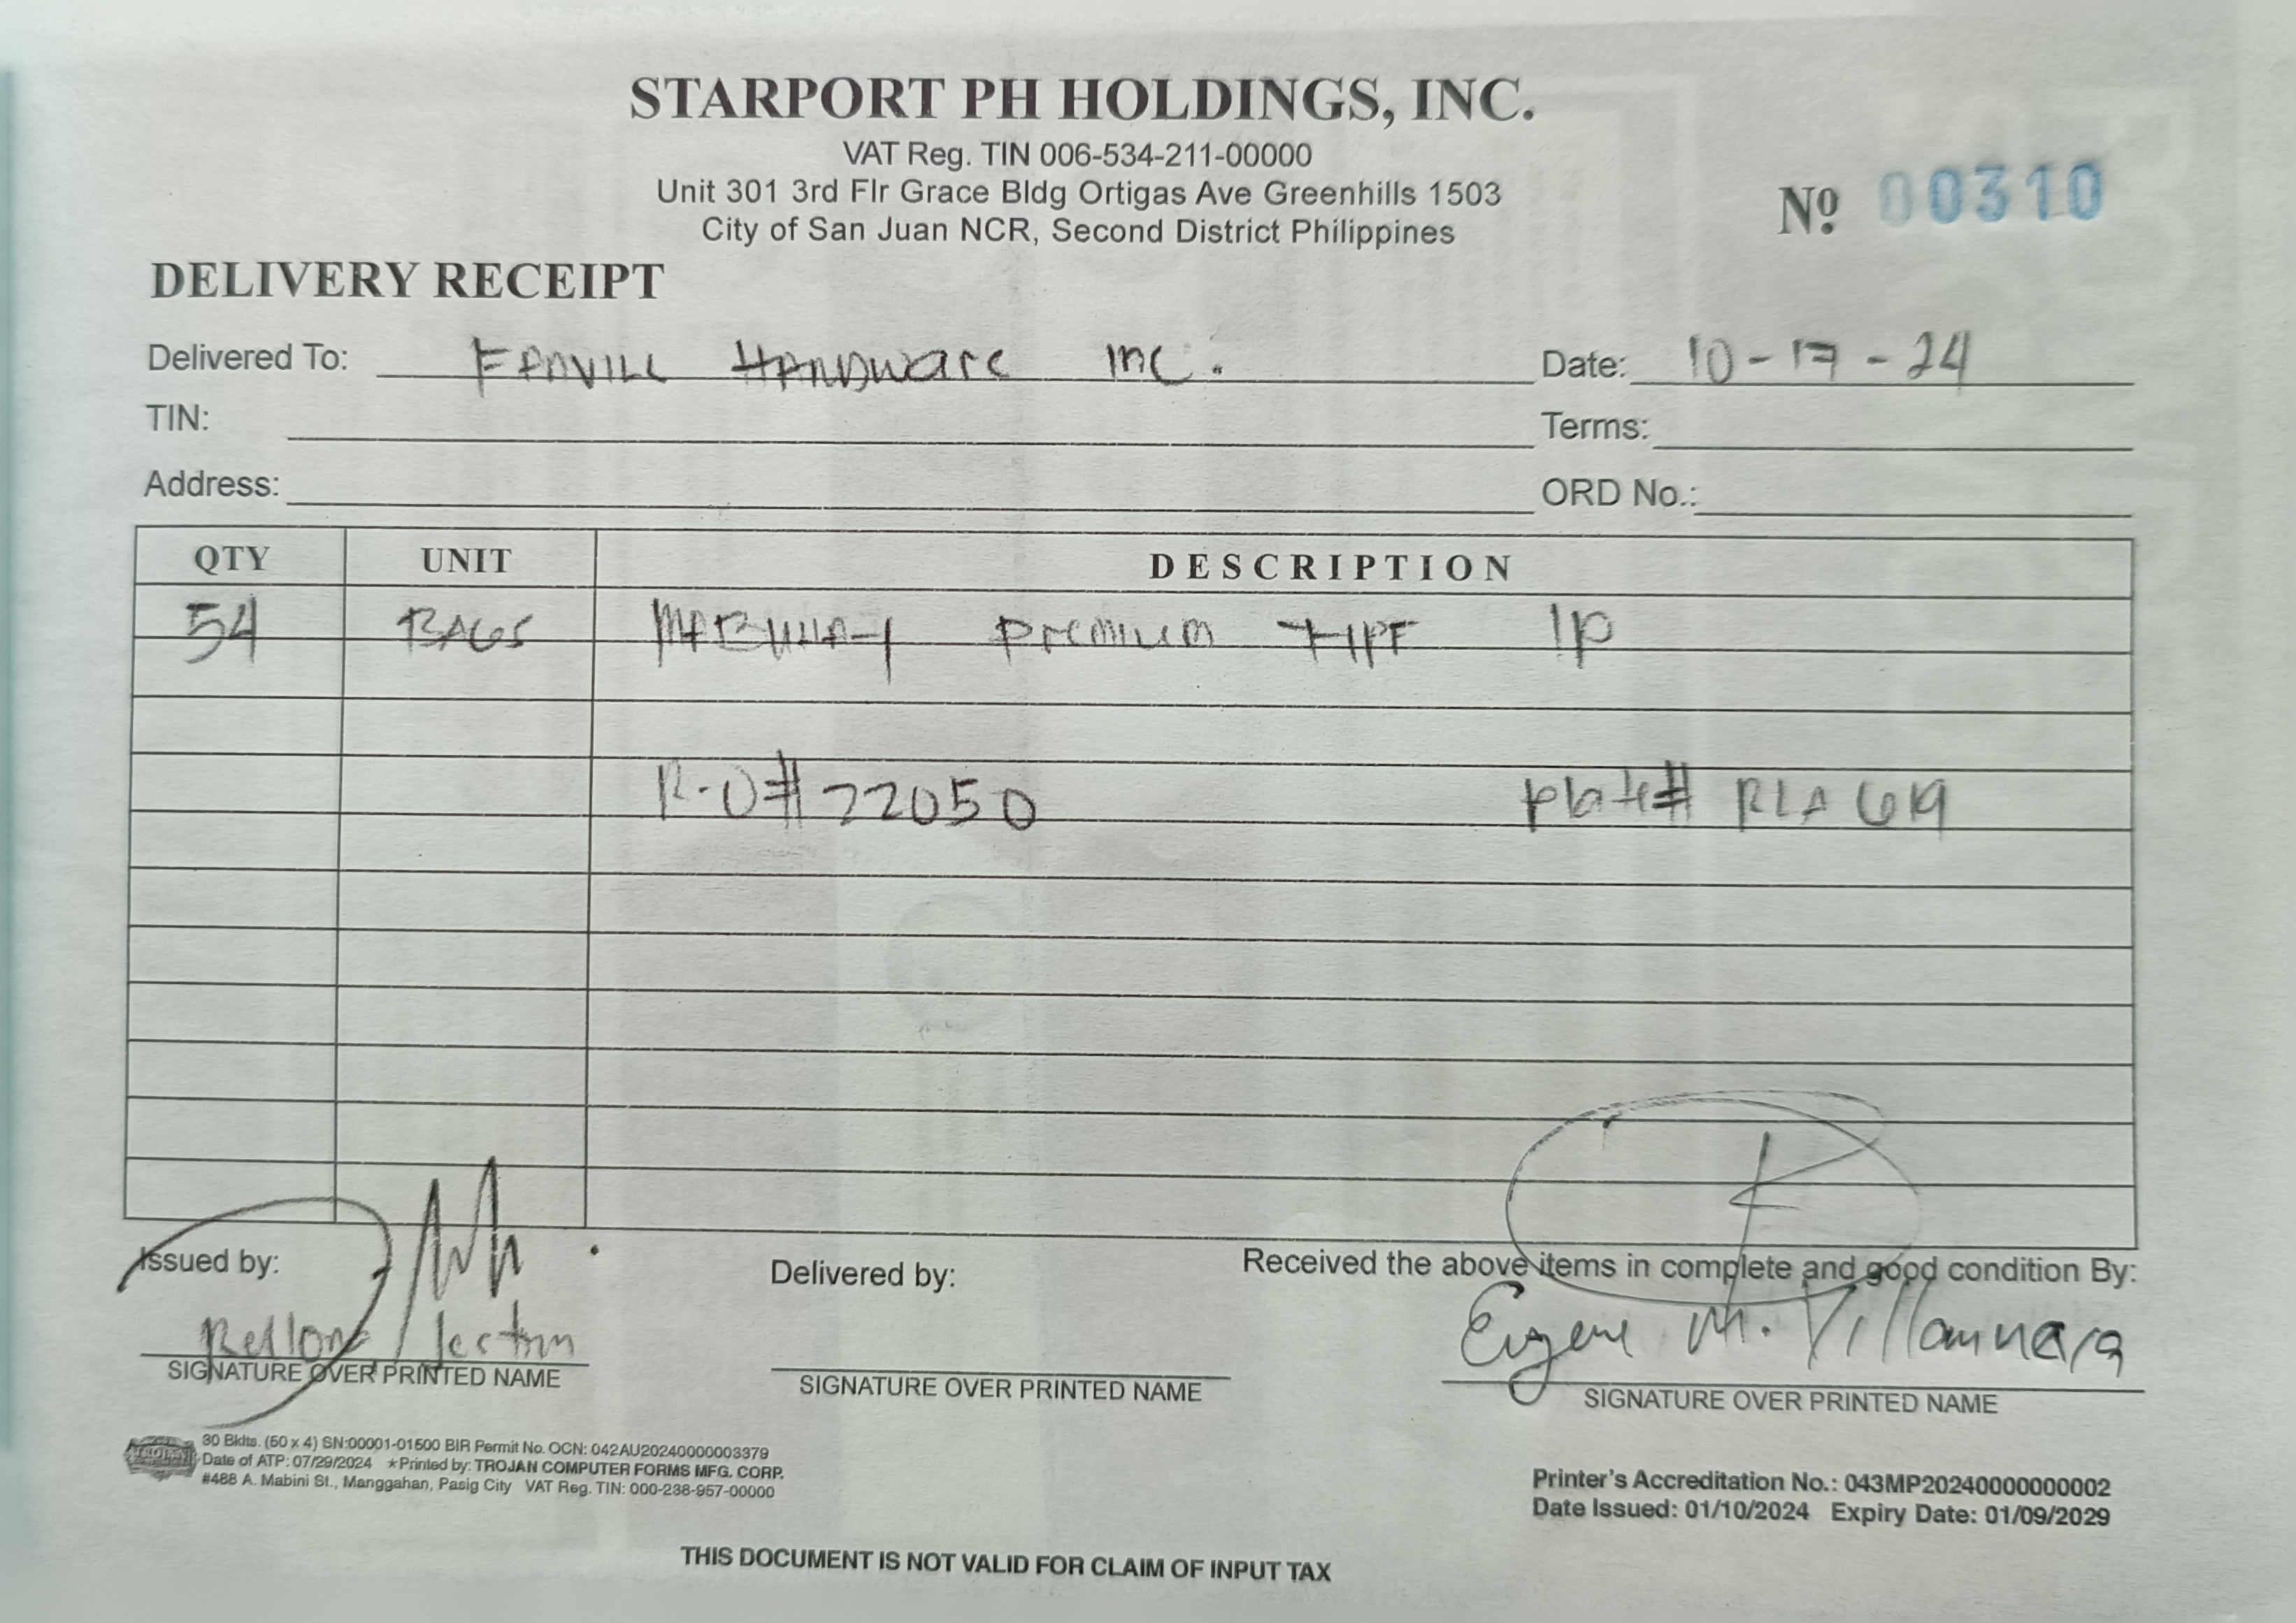 STARPORT PH HOLDINGS, INC.
VAT Reg. TIN 006-534-211-00000
Unit 301 3rd Flr Grace Bldg Ortigas Ave Greenhills 1503
City of San Juan NCR, Second District Philippines
Nº 00310
DELIVERY RECEIPT
Delivered To: Hardware inc. Date: 10-17-24
TIN: Terms:
Address: ORD No.:
QTY UNIT DESCRIPTION
54 BAGS Premium 1P
R.O# 22050 Plate# RLA 619
Issued by: Delivered by: Received the above items in complete and good condition By:
Eugene M.
SIGNATURE OVER PRINTED NAME SIGNATURE OVER PRINTED NAME SIGNATURE OVER PRINTED NAME
30 Bklts. (50 x 4) SN:00001-01500 BIR Permit No. OCN: 042AU20240000003379
Date of ATP: 07/29/2024 *Printed by: TROJAN COMPUTER FORMS MFG. CORP.
#488 A. Mabini St., Manggahan, Pasig City VAT Reg. TIN: 000-238-957-00000
Printer's Accreditation No.: 043MP20240000000002
Date Issued: 01/10/2024 Expiry Date: 01/09/2029
THIS DOCUMENT IS NOT VALID FOR CLAIM OF INPUT TAX